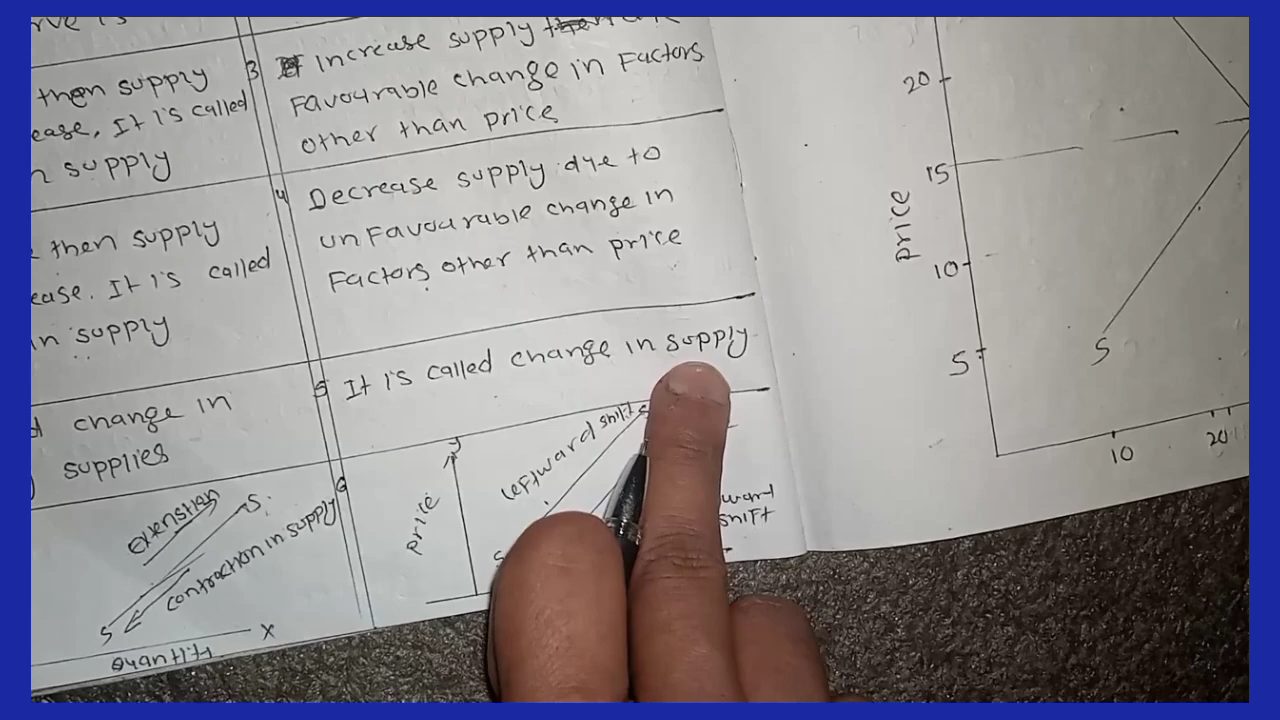 then supply
ease, It is called
n supply
then supply
ease. It is called
in supply
change in
supplies
extenstion
S
contraction in supply
S
X
Quantity
3 increase supply
Favourable change in Factors
other than price
4 Decrease supply due to
unFavourable change in
Factors other than price
5 It is called change in supply
6
y
price
Leftward shift
S
ward
shift
price
20
15
10
5
S
10
20